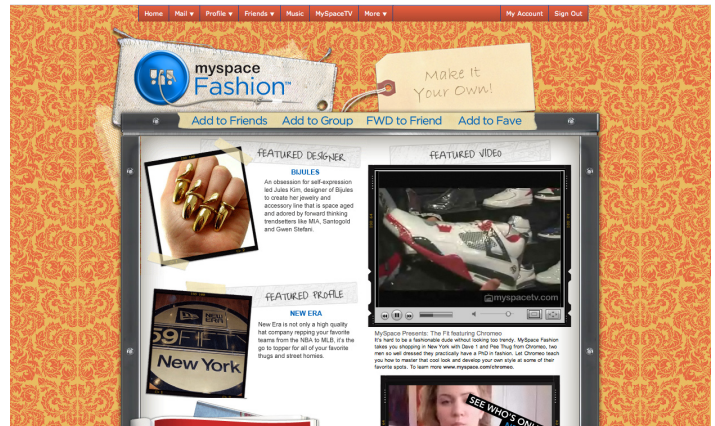 Home Mail ▼ Profile ▼ Friends ▼ Music MySpaceTV More ▼ My Account Sign Out
myspace
Fashion™
Make It
Your Own!
Add to Friends Add to Group FWD to Friend Add to Fave
FEATURED DESIGNER
BIJULES
An obsession for self-expression
led Jules Kim, designer of Bijules
to create her jewelry and
accessory line that is space aged
and adored by forward thinking
trendsetters like MIA, Santogold
and Gwen Stefani.
FEATURED VIDEO
myspacetv.com
MySpace Presents: The Fit featuring Chromeo
It's hard to be a fashionable dude without looking too trendy. MySpace Fashion
takes you shopping in New York with Dave 1 and Pee Thug from Chromeo, two
men so well dressed they practically have a PhD in fashion. Let Chromeo teach
you how to master that cool look and develop your own style at some of their
favorite spots. To learn more www.myspace.com/chromeo.
FEATURED PROFILE
NEW ERA
59FIFTY
New York
NEW ERA
New Era is not only a high quality
hat company repping your favorite
teams from the NBA to MLB, it's the
go to topper for all of your favorite
thugs and street homies.
SEE WHO'S